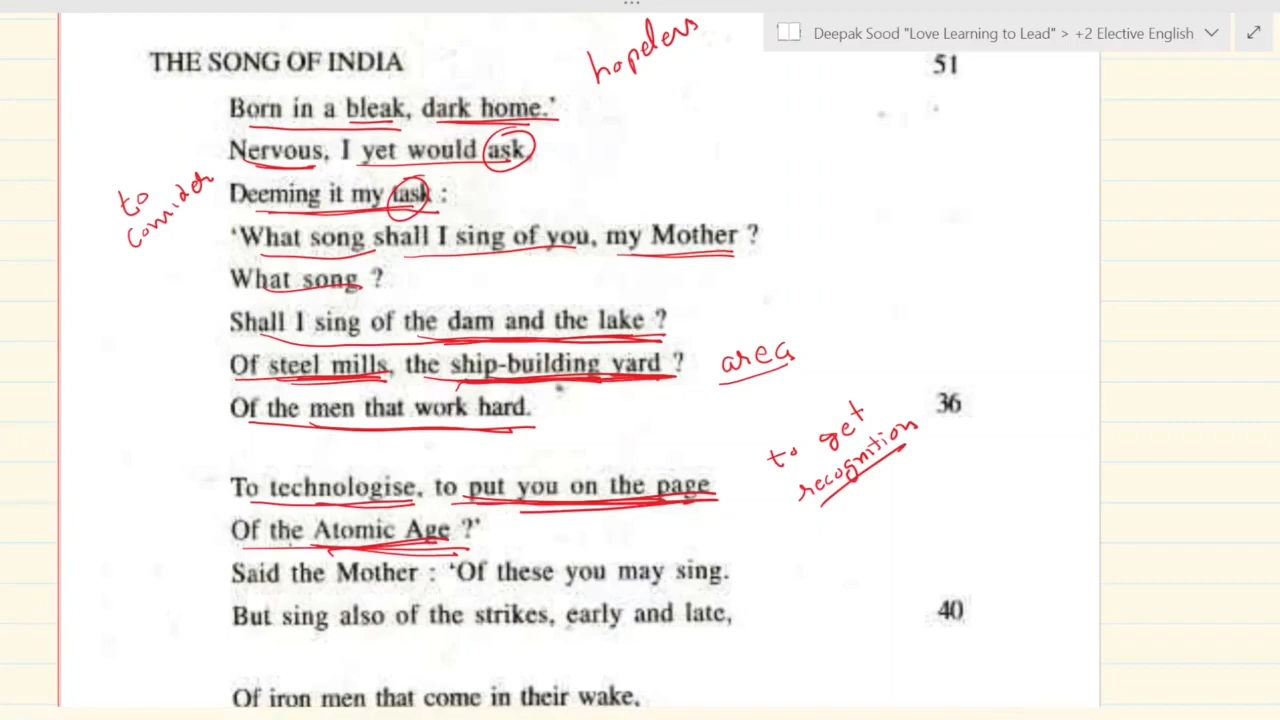 Deepak Sood "Love Learning to Lead" > +2 Elective English
hopeless
THE SONG OF INDIA 51
Born in a bleak, dark home.'
Nervous, I yet would ask,
to consider
Deeming it my task :
'What song shall I sing of you, my Mother ?
What song ?
Shall I sing of the dam and the lake ?
Of steel mills, the ship-building yard ? area
Of the men that work hard. 36
to get
recognition
To technologise, to put you on the page
Of the Atomic Age ?'
Said the Mother : 'Of these you may sing.
But sing also of the strikes, early and late, 40
Of iron men that come in their wake,